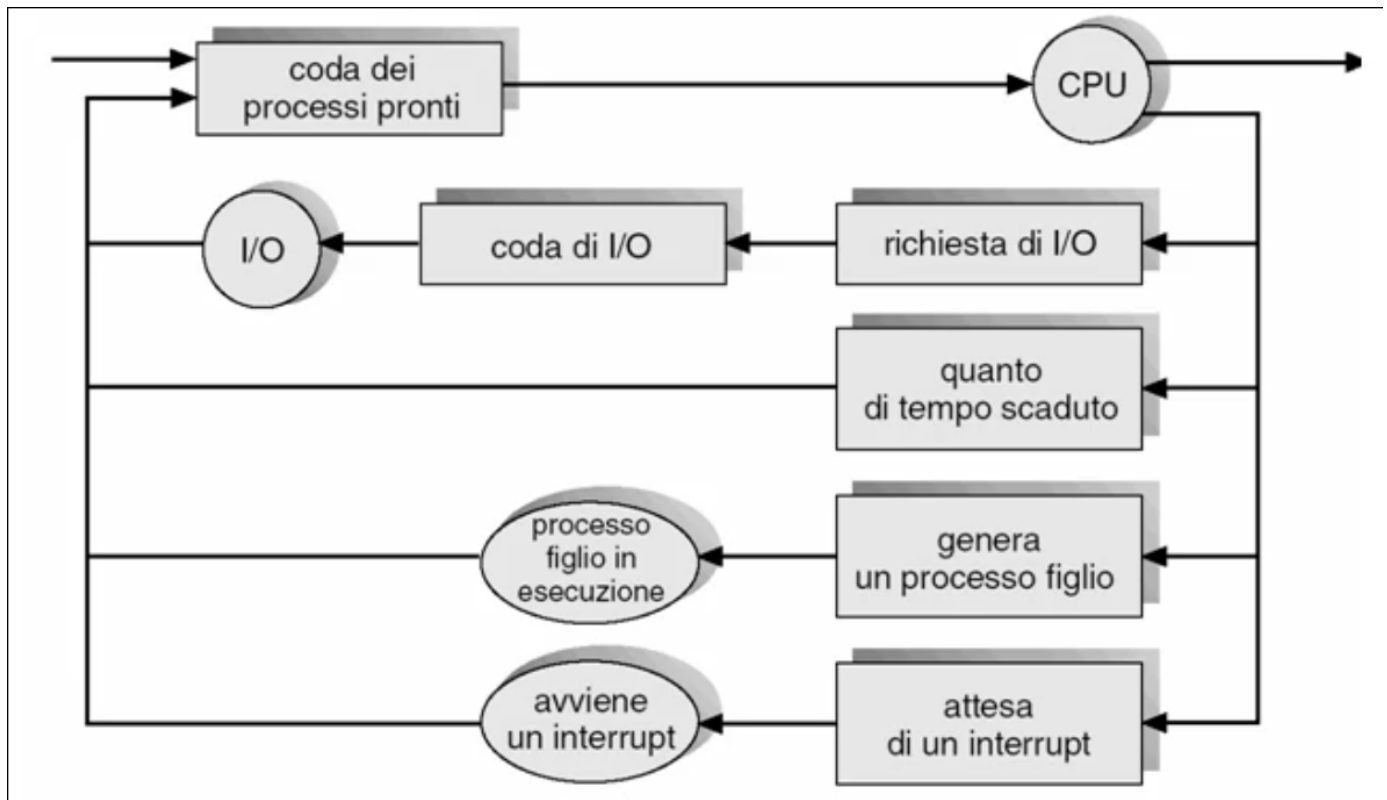 coda dei
processi pronti
CPU
I/O
coda di I/O
richiesta di I/O
quanto
di tempo scaduto
processo
figlio in
esecuzione
genera
un processo figlio
avviene
un interrupt
attesa
di un interrupt